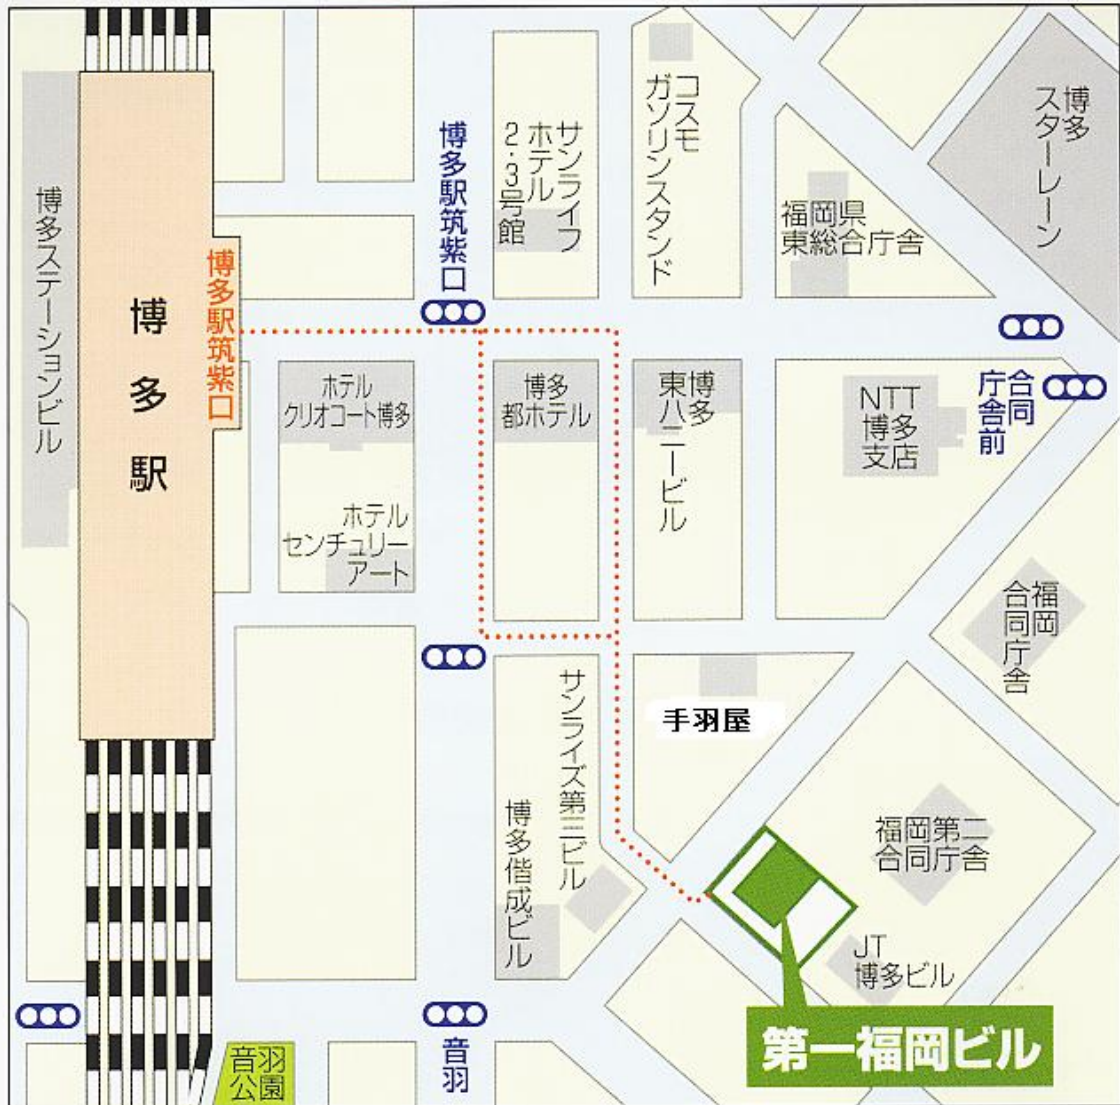 博多
スターレーン
コスモ
ガソリンスタンド
サンライフ
ホテル
2・3号館
博多駅筑紫口
福岡県
東総合庁舎
博多ステーションビル
博多駅
博多駅筑紫口
ホテル
クリオコート博多
博多
都ホテル
博多
東ハニービル
NTT
博多
支店
合同
庁舎前
ホテル
センチュリー
アート
福岡
合同庁舎
手羽屋
サンライズ第三ビル
博多偕成ビル
福岡第二
合同庁舎
JT
博多ビル
第一福岡ビル
音羽
公園
音羽